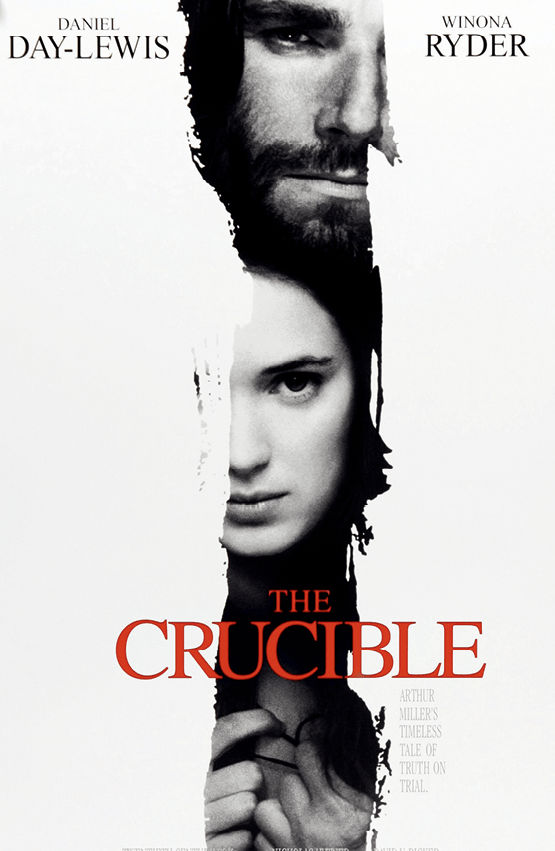 DANIEL
DAY-LEWIS
WINONA
RYDER
THE
CRUCIBLE
ARTHUR
MILLER'S
TIMELESS
TALE OF
TRUTH ON
TRIAL.